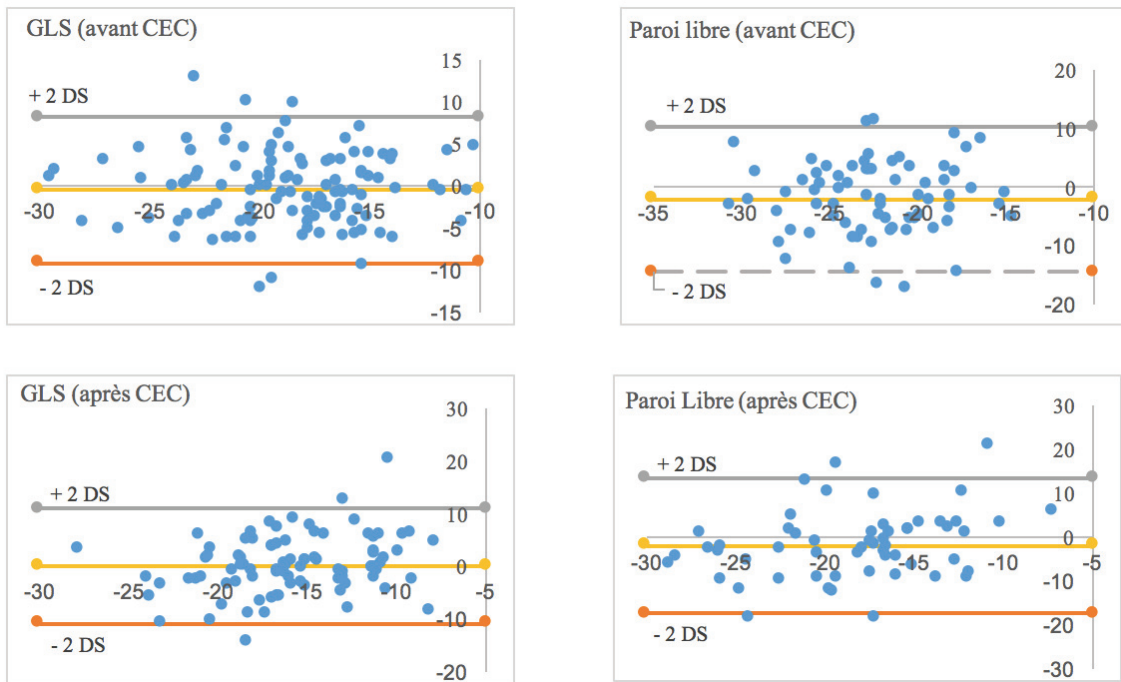 GLS (avant CEC)
15
10
5
0
-5
-10
-15
+ 2 DS
- 2 DS
-30 -25 -20 -15 -10
Paroi libre (avant CEC)
20
10
0
-10
-20
+ 2 DS
- 2 DS
-35 -30 -25 -20 -15 -10
GLS (après CEC)
30
20
10
0
-10
-20
+ 2 DS
- 2 DS
-30 -25 -20 -15 -10 -5
Paroi Libre (après CEC)
30
20
10
0
-10
-20
-30
+ 2 DS
- 2 DS
-30 -25 -20 -15 -10 -5